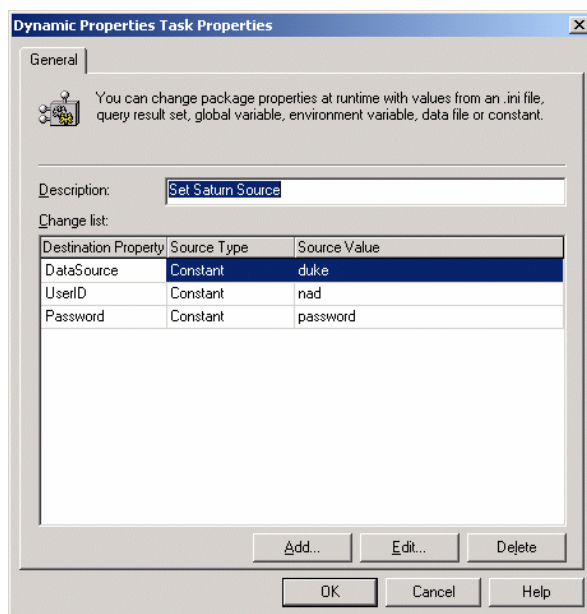 Dynamic Properties Task Properties
General
You can change package properties at runtime with values from an .ini file,
query result set, global variable, environment variable, data file or constant.
Description: Set Saturn Source
Change list:
Destination Property Source Type Source Value
DataSource Constant duke
UserID Constant nad
Password Constant password
Add... Edit... Delete
OK Cancel Help